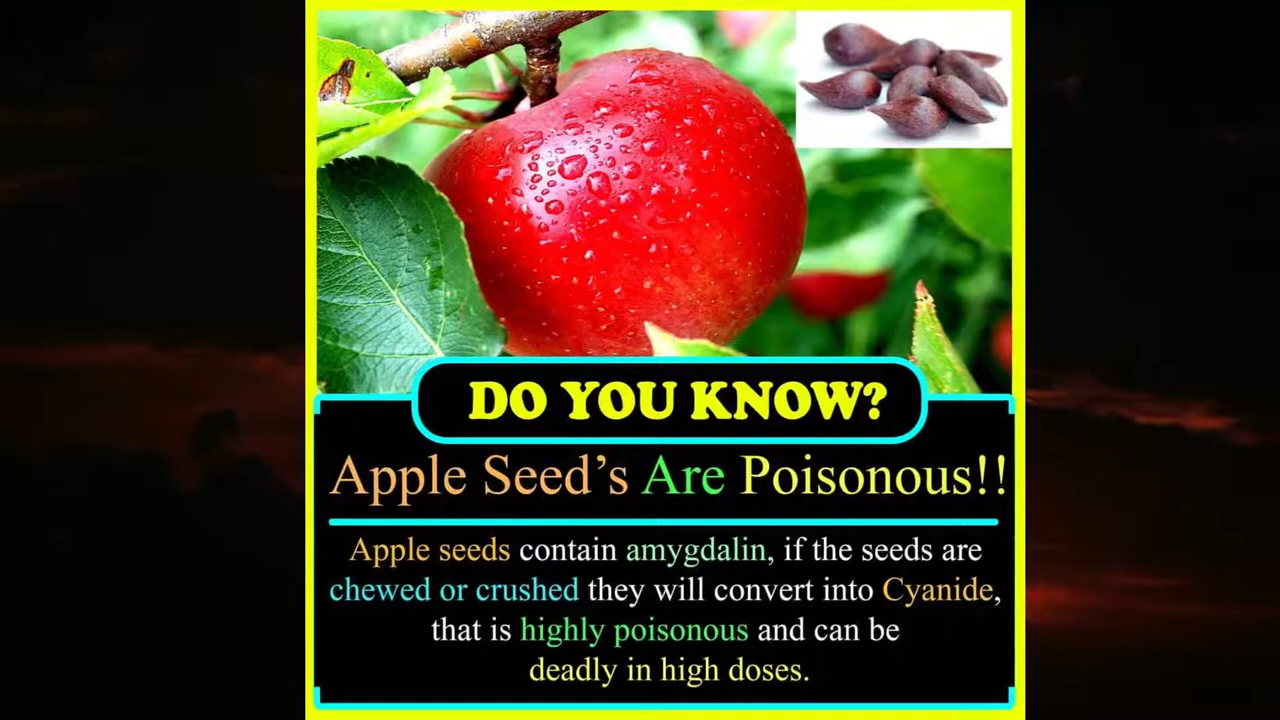 DO YOU KNOW?
Apple Seed's Are Poisonous!!
Apple seeds contain amygdalin, if the seeds are
chewed or crushed they will convert into Cyanide,
that is highly poisonous and can be
deadly in high doses.